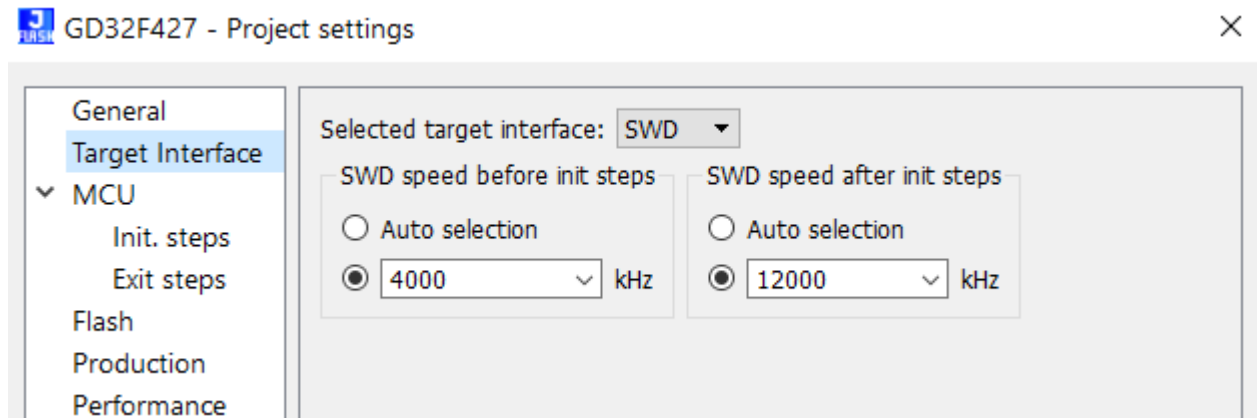 J
FLASH
GD32F427 - Project settings
General
Target Interface
MCU
Init. steps
Exit steps
Flash
Production
Performance
Selected target interface: SWD
SWD speed before init steps
Auto selection
4000 kHz
SWD speed after init steps
Auto selection
12000 kHz